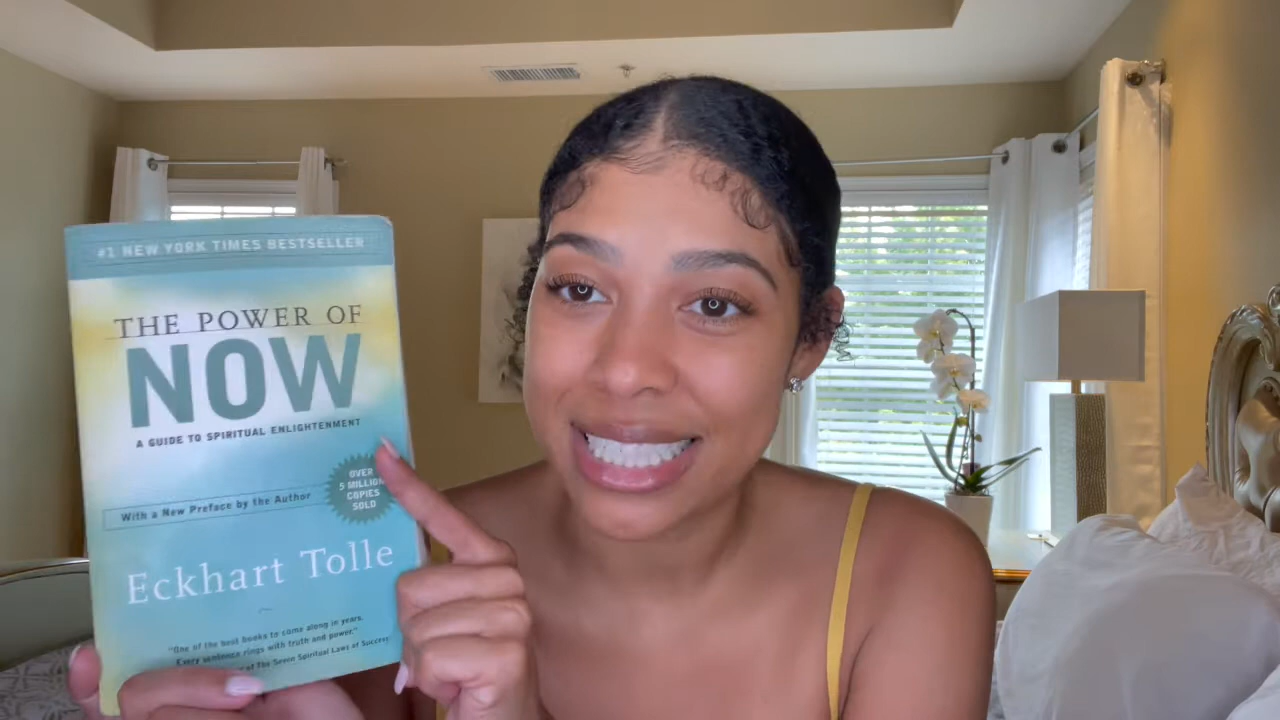 #1 NEW YORK TIMES BESTSELLER
THE POWER OF
NOW
A GUIDE TO SPIRITUAL ENLIGHTENMENT
OVER
5 MILLION
COPIES
SOLD
With a New Preface by the Author
Eckhart Tolle
"One of the best books to come along in years.
Every sentence rings with truth and power."
of The Seven Spiritual Laws of Success